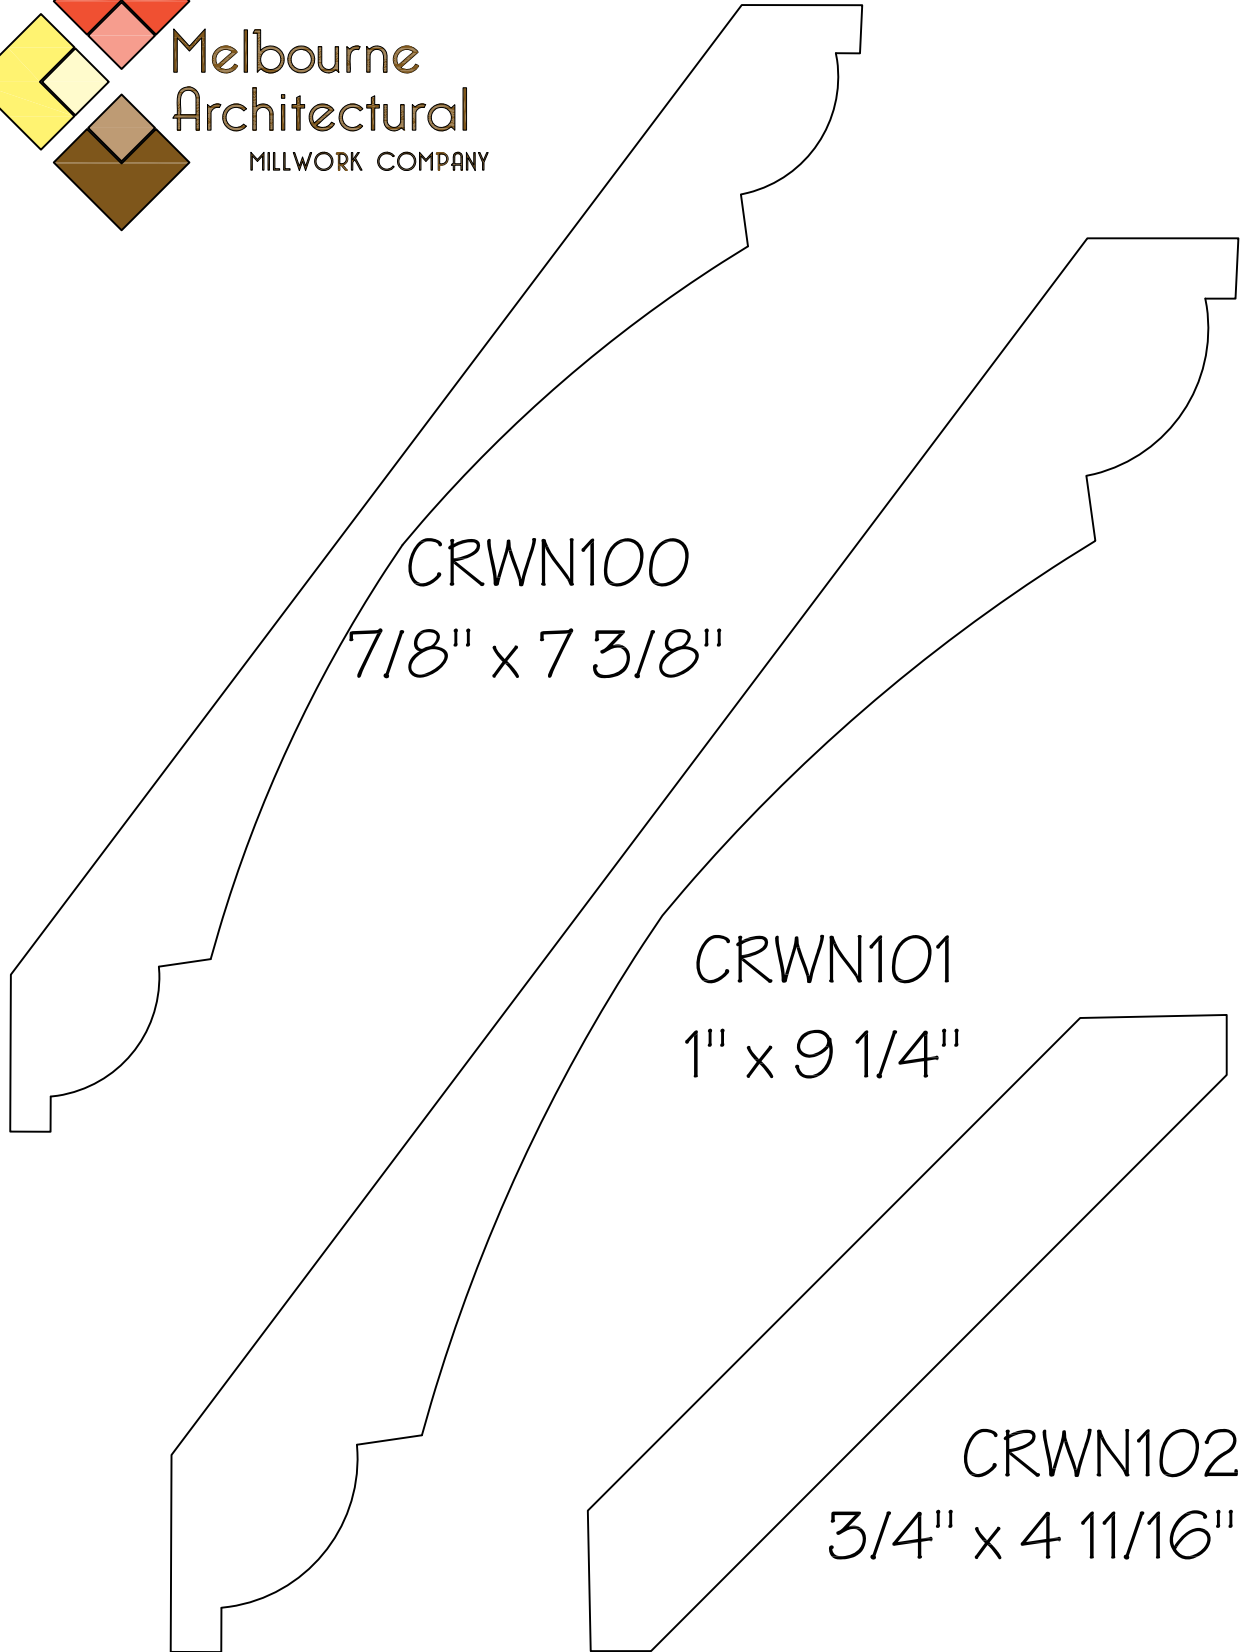 Melbourne
Architectural
MILLWORK COMPANY
CRWN100
7/8" x 7 3/8"
CRWN101
1" x 9 1/4"
CRWN102
3/4" x 4 11/16"